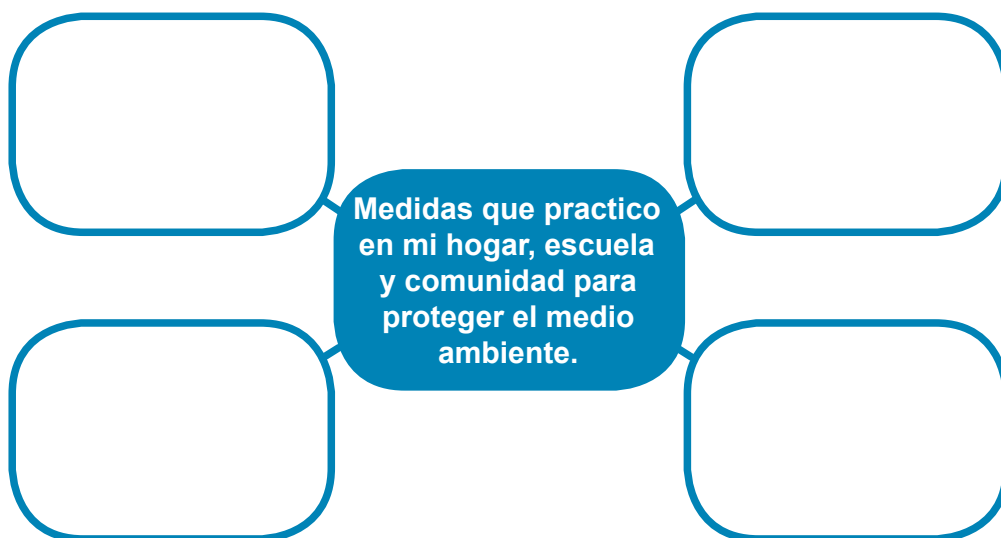 Medidas que practico
en mi hogar, escuela
y comunidad para
proteger el medio
ambiente.